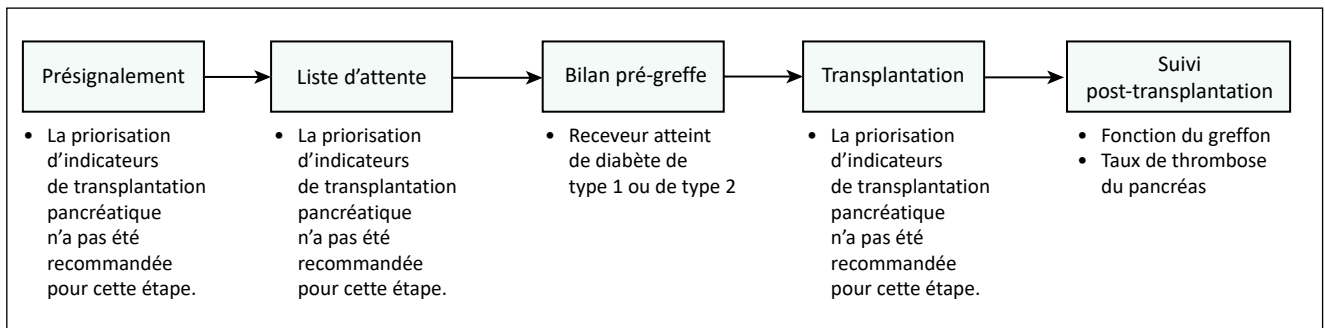 Présignalement
• La priorisation
d'indicateurs
de transplantation
pancréatique
n'a pas été
recommandée
pour cette étape.
Liste d'attente
• La priorisation
d'indicateurs
de transplantation
pancréatique
n'a pas été
recommandée
pour cette étape.
Bilan pré-greffe
• Receveur atteint
de diabète de
type 1 ou de type 2
Transplantation
• La priorisation
d'indicateurs
de transplantation
pancréatique
n'a pas été
recommandée
pour cette étape.
Suivi
post-transplantation
• Fonction du greffon
• Taux de thrombose
du pancréas